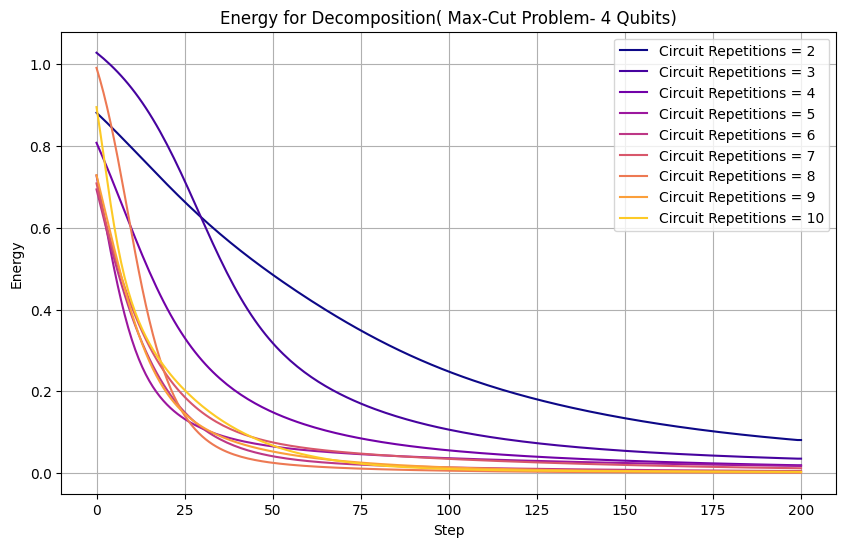 Energy for Decomposition( Max-Cut Problem- 4 Qubits)
Energy
1.0
0.8
0.6
0.4
0.2
0.0
Circuit Repetitions = 2
Circuit Repetitions = 3
Circuit Repetitions = 4
Circuit Repetitions = 5
Circuit Repetitions = 6
Circuit Repetitions = 7
Circuit Repetitions = 8
Circuit Repetitions = 9
Circuit Repetitions = 10
0 25 50 75 100 125 150 175 200
Step